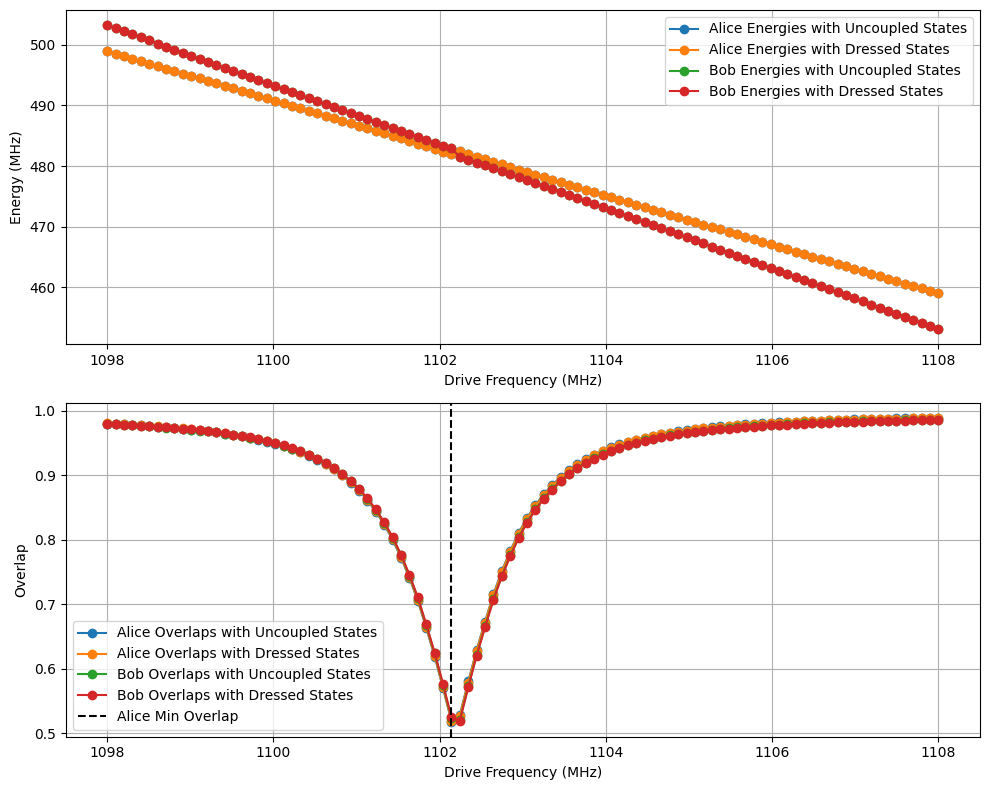 500
490
480
470
460
Energy (MHz)
Alice Energies with Uncoupled States
Alice Energies with Dressed States
Bob Energies with Uncoupled States
Bob Energies with Dressed States
1098 1100 1102 1104 1106 1108
Drive Frequency (MHz)
1.0
0.9
0.8
0.7
0.6
0.5
Overlap
Alice Overlaps with Uncoupled States
Alice Overlaps with Dressed States
Bob Overlaps with Uncoupled States
Bob Overlaps with Dressed States
Alice Min Overlap
1098 1100 1102 1104 1106 1108
Drive Frequency (MHz)